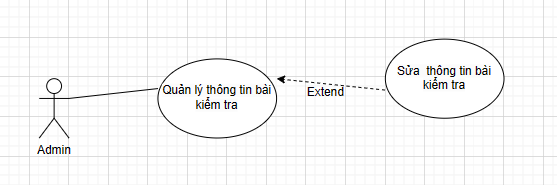 Quản lý thông tin bài
kiểm tra
Sửa thông tin bài
kiểm tra
Extend
Admin